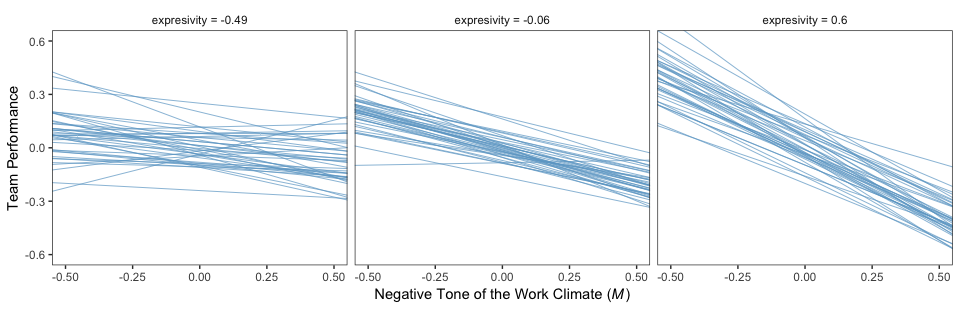 expresivity = -0.49
expresivity = -0.06
expresivity = 0.6
Team Performance
0.6
0.3
0.0
-0.3
-0.6
-0.50 -0.25 0.00 0.25 0.50
-0.50 -0.25 0.00 0.25 0.50
-0.50 -0.25 0.00 0.25 0.50
Negative Tone of the Work Climate (M)